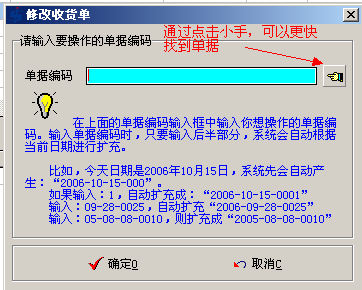 修改收货单
请输入要操作的单据编码
通过点击小手，可以更快
找到单据
单据编码
在上面的单据编码输入框中输入你想操作的单据编
码。输入单据编码时，只要输入后半部分，系统会自动根据
当前日期进行扩充。
比如，今天日期是2006年10月15日，系统先会自动产
生：“2006-10-15-000”。
如果输入：1，自动扩充成：“2006-10-15-0001”
输入：09-28-0025，自动扩充“2006-09-28-0025”
输入：05-08-08-0010，则扩充成“2005-08-08-0010”
确定O
取消C